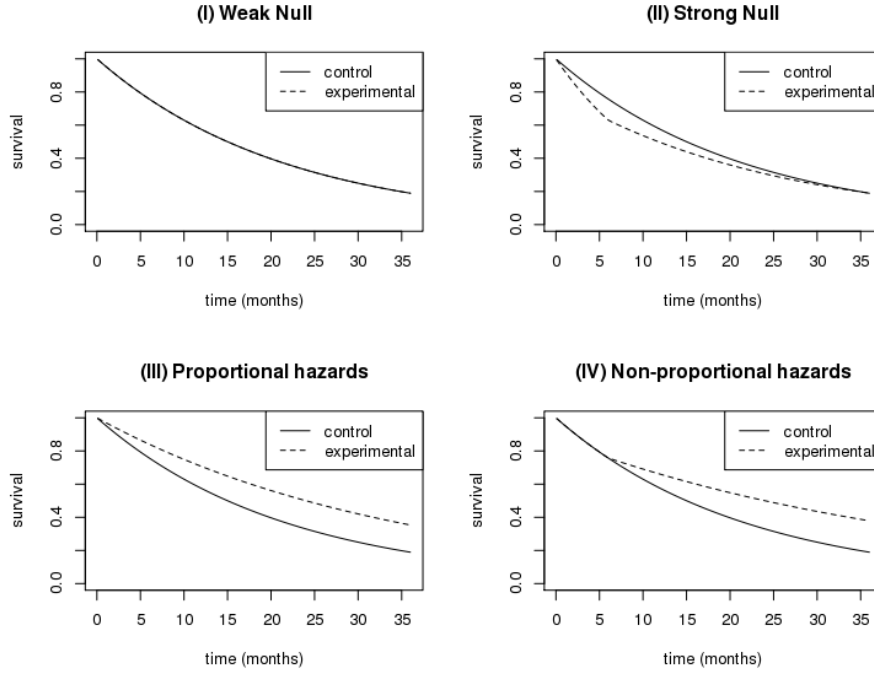 (I) Weak Null
control
experimental
survival
0.0 0.4 0.8
0 5 10 15 20 25 30 35
time (months)
(II) Strong Null
control
experimental
survival
0.0 0.4 0.8
0 5 10 15 20 25 30 35
time (months)
(III) Proportional hazards
control
experimental
survival
0.0 0.4 0.8
0 5 10 15 20 25 30 35
time (months)
(IV) Non-proportional hazards
control
experimental
survival
0.0 0.4 0.8
0 5 10 15 20 25 30 35
time (months)